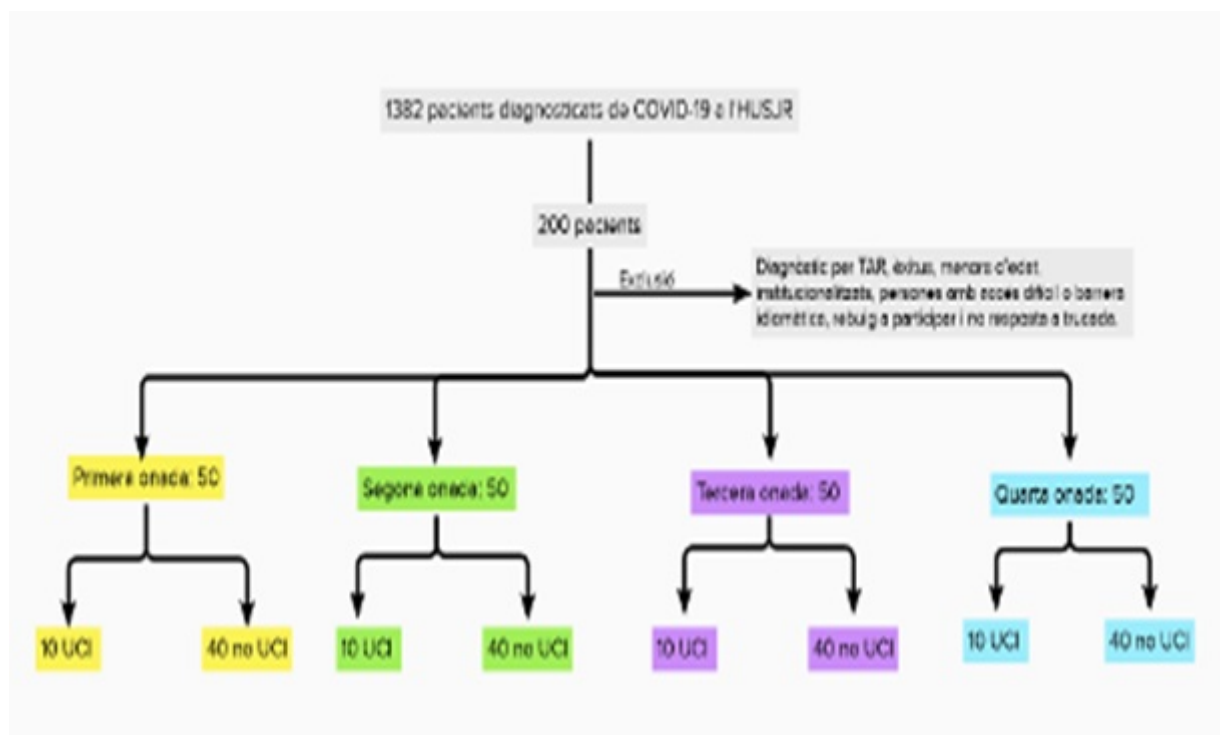 1382 pacients diagnosticats de COVID-19 a l'HUSJR
200 pacients
Exclusió
Diagnòstic per TAR, èxitus, menors d'edat,
institucionalitzats, persones amb accés difícil o barrera
idiomàtica, rebuig a participar i no resposta a trucada.
Primera onada: 50
Segona onada: 50
Tercera onada: 50
Quarta onada: 50
10 UCI
40 no UCI
10 UCI
40 no UCI
10 UCI
40 no UCI
10 UCI
40 no UCI